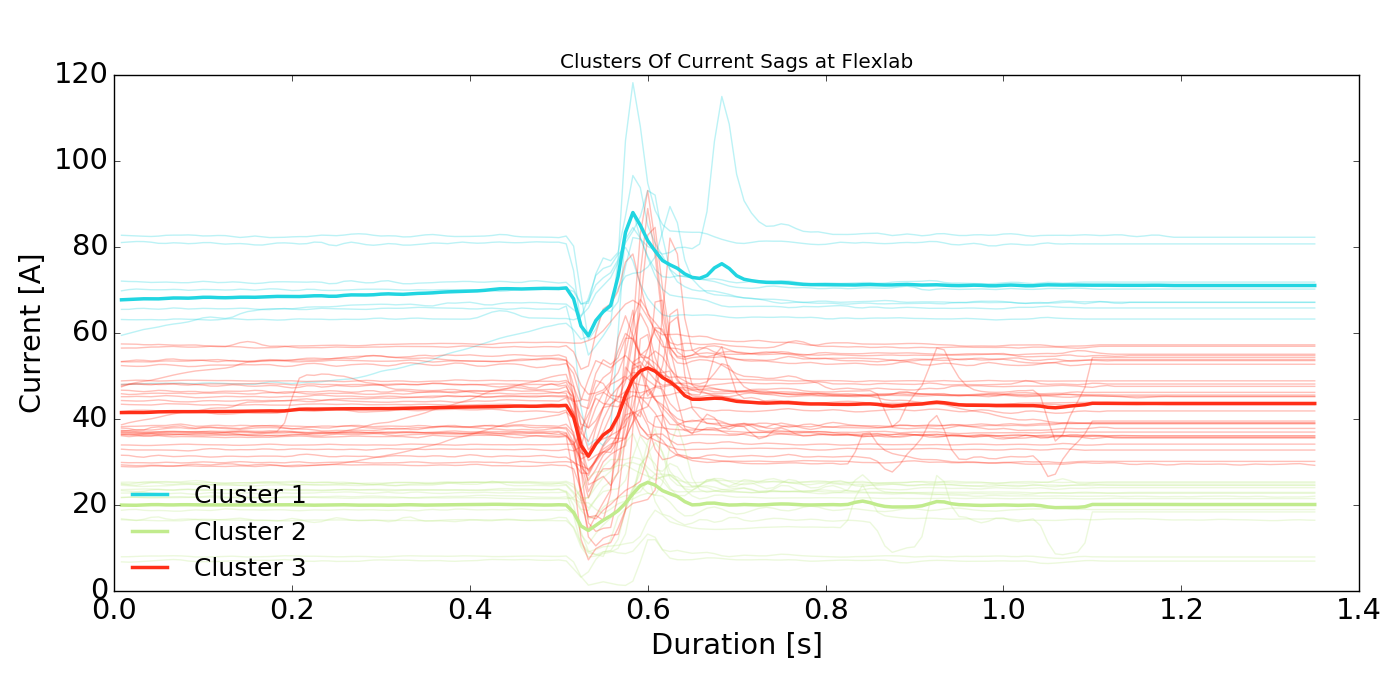 Clusters Of Current Sags at Flexlab
120
100
80
60
40
20
0
Current [A]
Cluster 1
Cluster 2
Cluster 3
0.0 0.2 0.4 0.6 0.8 1.0 1.2 1.4
Duration [s]